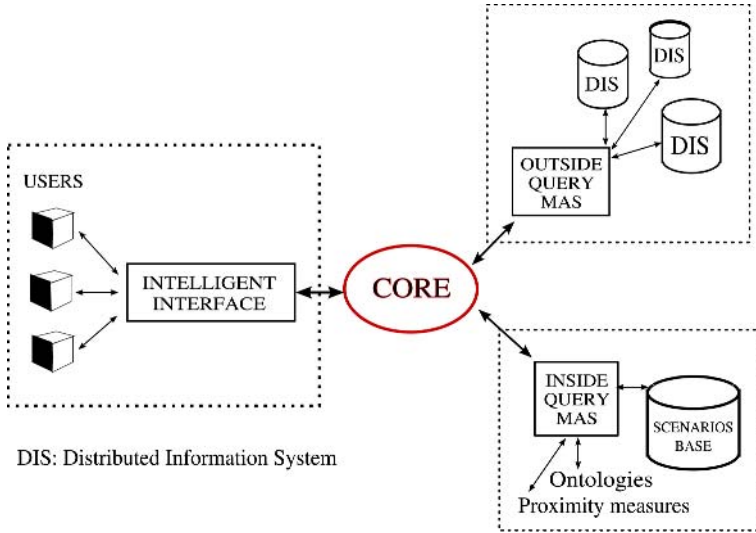 USERS
INTELLIGENT
INTERFACE
CORE
DIS
DIS
DIS
OUTSIDE
QUERY
MAS
INSIDE
QUERY
MAS
SCENARIOS
BASE
Ontologies
Proximity measures
DIS: Distributed Information System